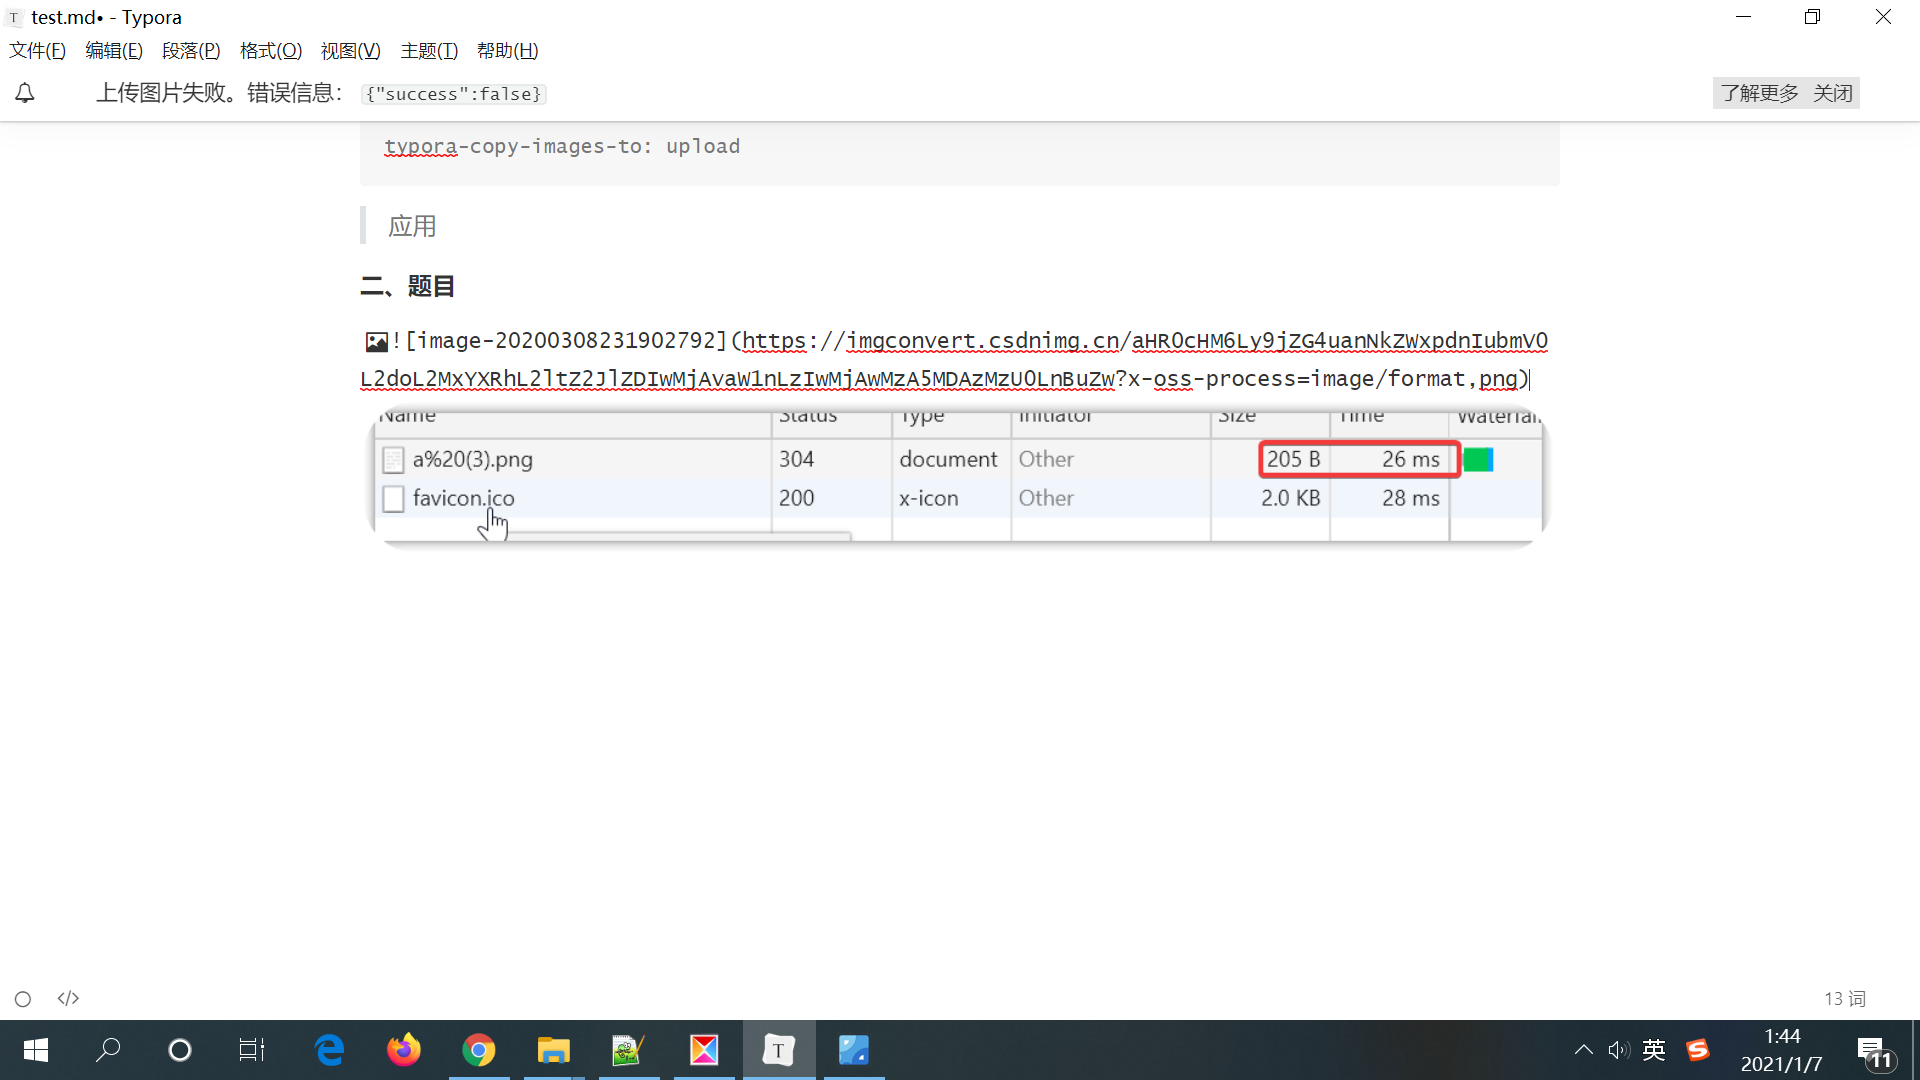 test.md• - Typora
文件(F) 编辑(E) 段落(P) 格式(O) 视图(V) 主题(T) 帮助(H)
上传图片失败。错误信息： {"success":false} 了解更多 关闭
typora-copy-images-to: upload
应用
二、题目
![image-20200308231902792](https://imgconvert.csdnimg.cn/aHR0cHM6Ly9jZG4uanNkZWxpdnIubmV0
L2doL2MxYXRhL2ltZ2JlZDIwMjAvaW1nLzIwMjAwMzA5MDAzMzU0LnBuZw?x-oss-process=image/format,png)
Name Status Type Initiator Size Time Waterfal
a%20(3).png 304 document Other 205 B 26 ms
favicon.ico 200 x-icon Other 2.0 KB 28 ms
</> 13 词
T 英 S 1:44
2021/1/7 11